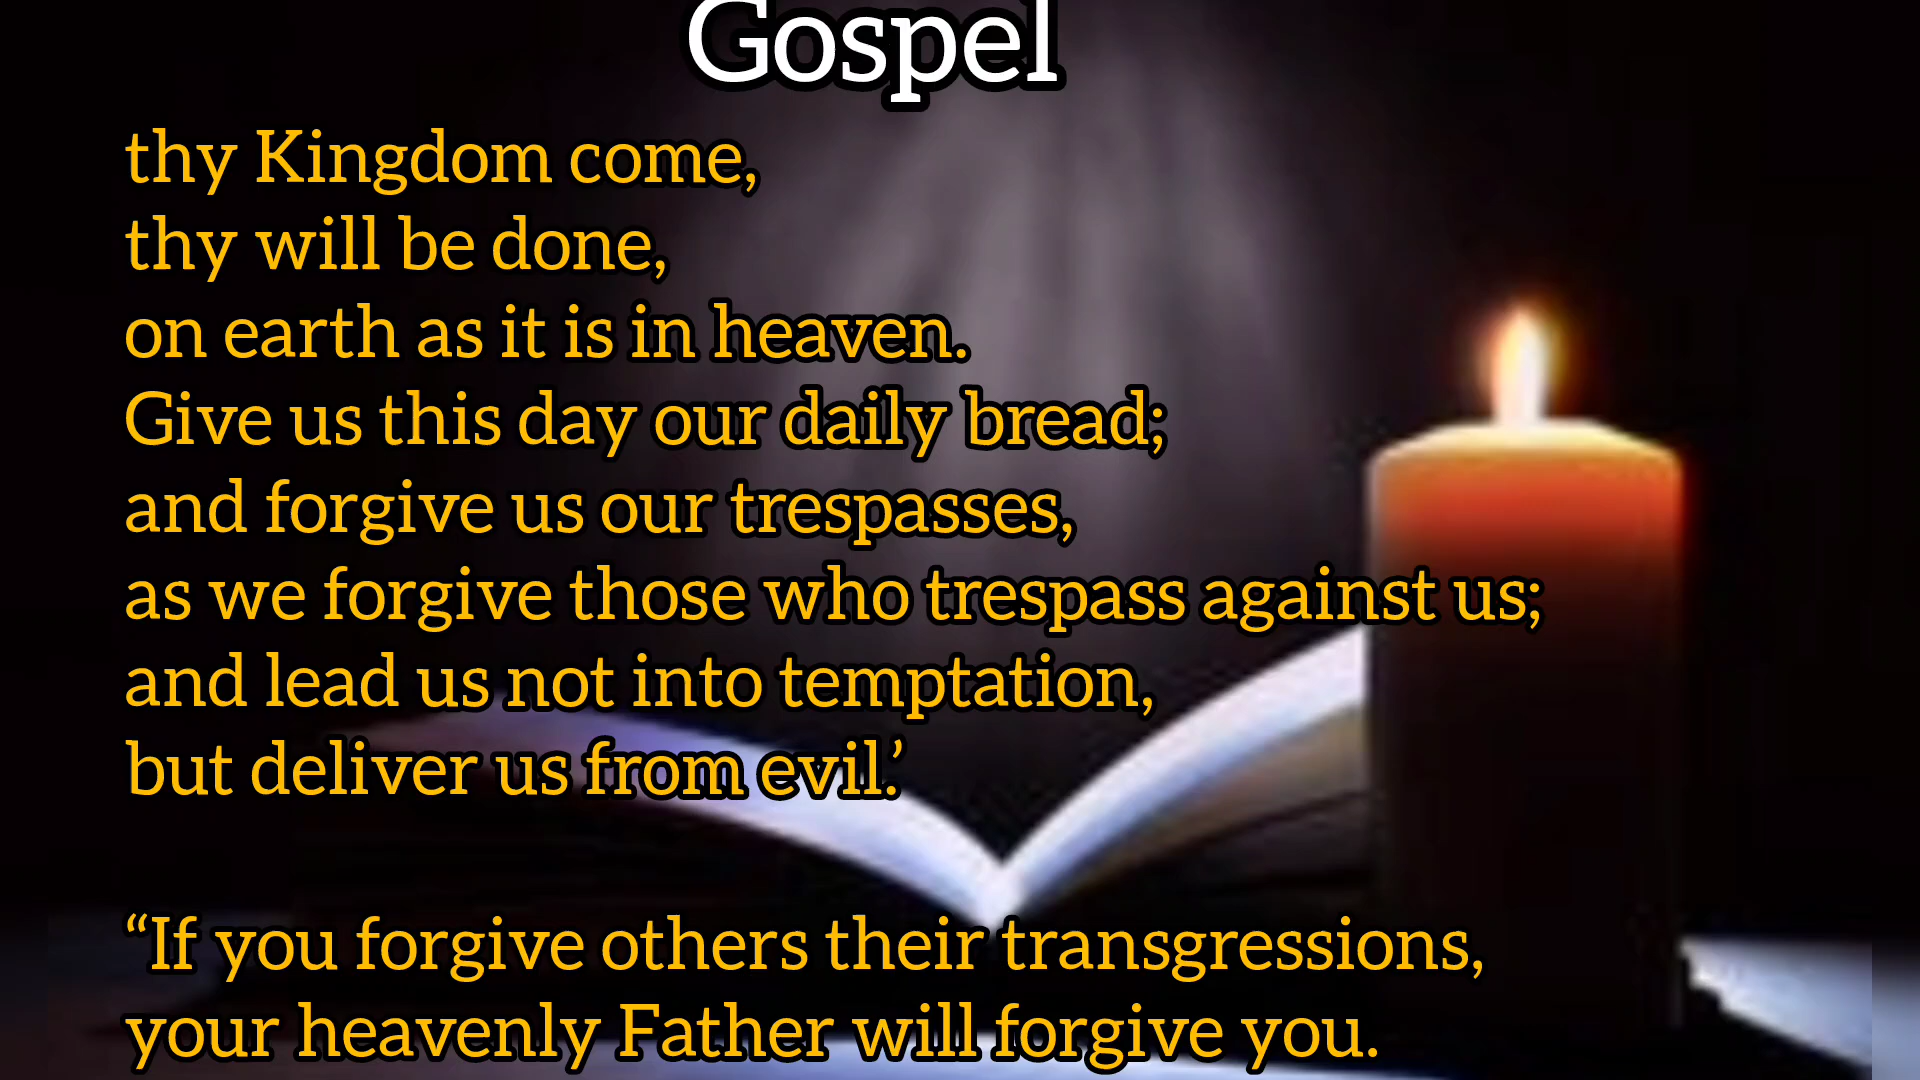 Gospel
thy Kingdom come,
thy will be done,
on earth as it is in heaven.
Give us this day our daily bread;
and forgive us our trespasses,
as we forgive those who trespass against us;
and lead us not into temptation,
but deliver us from evil.’
“If you forgive others their transgressions,
your heavenly Father will forgive you.